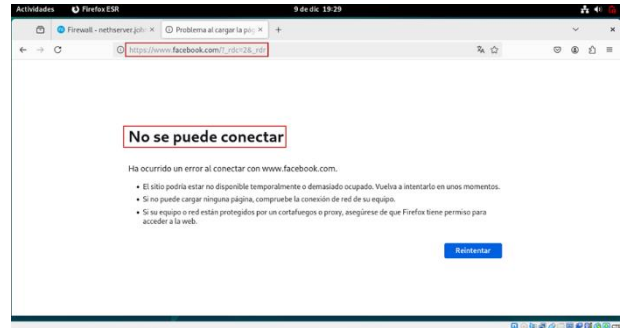 Actividades Firefox ESR 9 de dic 19:29
Firewall - nethserver.joh Problema al cargar la pág
https://www.facebook.com/?_rdc=2&_rdr
No se puede conectar
Ha ocurrido un error al conectar con www.facebook.com.
El sitio podría estar no disponible temporalmente o demasiado ocupado. Vuelva a intentarlo en unos momentos.
Si no puede cargar ninguna página, compruebe la conexión de red de su equipo.
Si su equipo o red están protegidos por un cortafuegos o proxy, asegúrese de que Firefox tiene permiso para
acceder a la web.
Reintentar